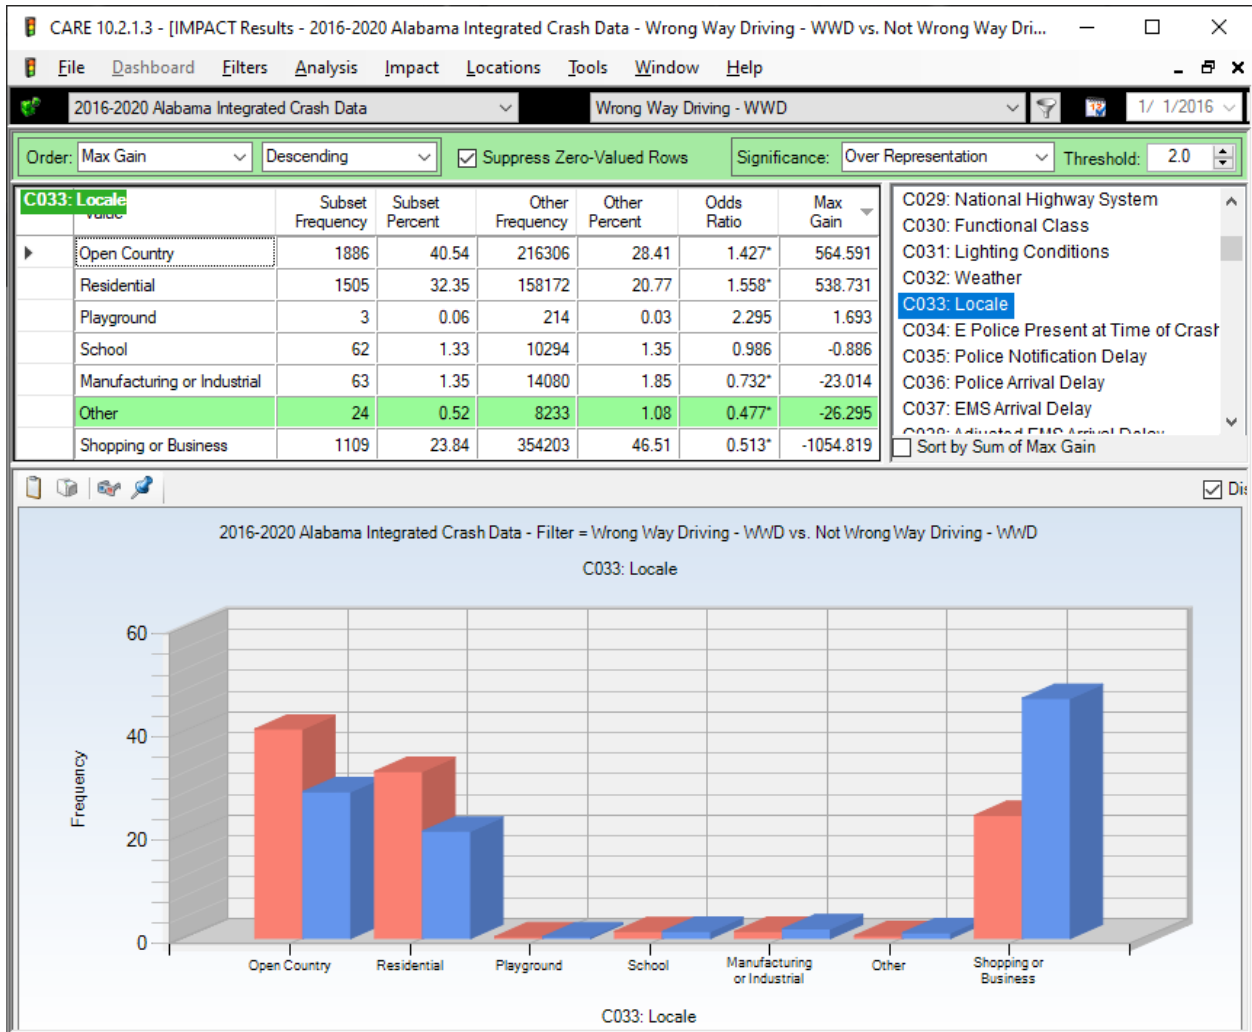 CARE 10.2.1.3 - [IMPACT Results - 2016-2020 Alabama Integrated Crash Data - Wrong Way Driving - WWD vs. Not Wrong Way Dri...
File Dashboard Filters Analysis Impact Locations Tools Window Help
2016-2020 Alabama Integrated Crash Data Wrong Way Driving - WWD 1/ 1/2016
Order: Max Gain Descending Suppress Zero-Valued Rows Significance: Over Representation Threshold: 2.0
C033: Locale
Value Subset Frequency Subset Percent Other Frequency Other Percent Odds Ratio Max Gain
Open Country 1886 40.54 216306 28.41 1.427* 564.591
Residential 1505 32.35 158172 20.77 1.558* 538.731
Playground 3 0.06 214 0.03 2.295 1.693
School 62 1.33 10294 1.35 0.986 -0.886
Manufacturing or Industrial 63 1.35 14080 1.85 0.732* -23.014
Other 24 0.52 8233 1.08 0.477* -26.295
Shopping or Business 1109 23.84 354203 46.51 0.513* -1054.819
C029: National Highway System
C030: Functional Class
C031: Lighting Conditions
C032: Weather
C033: Locale
C034: E Police Present at Time of Crash
C035: Police Notification Delay
C036: Police Arrival Delay
C037: EMS Arrival Delay
C038: Adjusted EMS Arrival Delay
Sort by Sum of Max Gain
Dis
2016-2020 Alabama Integrated Crash Data - Filter = Wrong Way Driving - WWD vs. Not Wrong Way Driving - WWD
C033: Locale
60
40
20
0
Frequency
Open Country Residential Playground School Manufacturing or Industrial Other Shopping or Business
C033: Locale